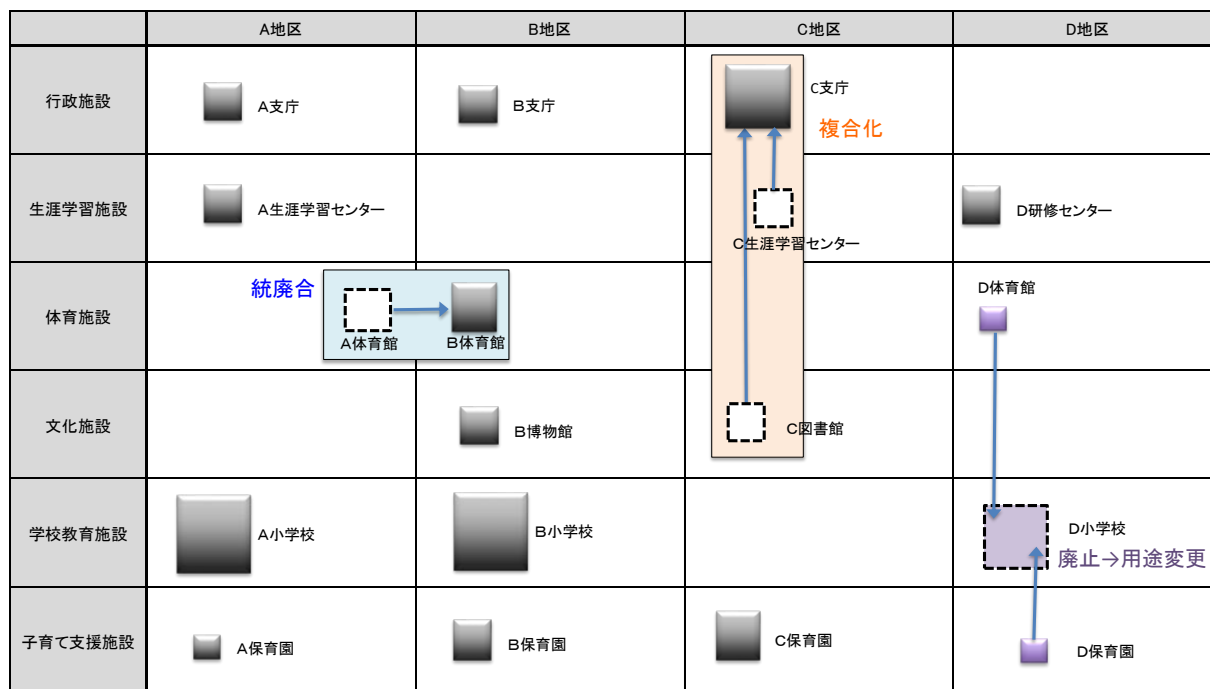 A地区
B地区
C地区
D地区
行政施設
A支庁
B支庁
C支庁
複合化
生涯学習施設
A生涯学習センター
C生涯学習センター
D研修センター
体育施設
統廃合
A体育館
B体育館
D体育館
文化施設
B博物館
C図書館
学校教育施設
A小学校
B小学校
D小学校
廃止→用途変更
子育て支援施設
A保育園
B保育園
C保育園
D保育園